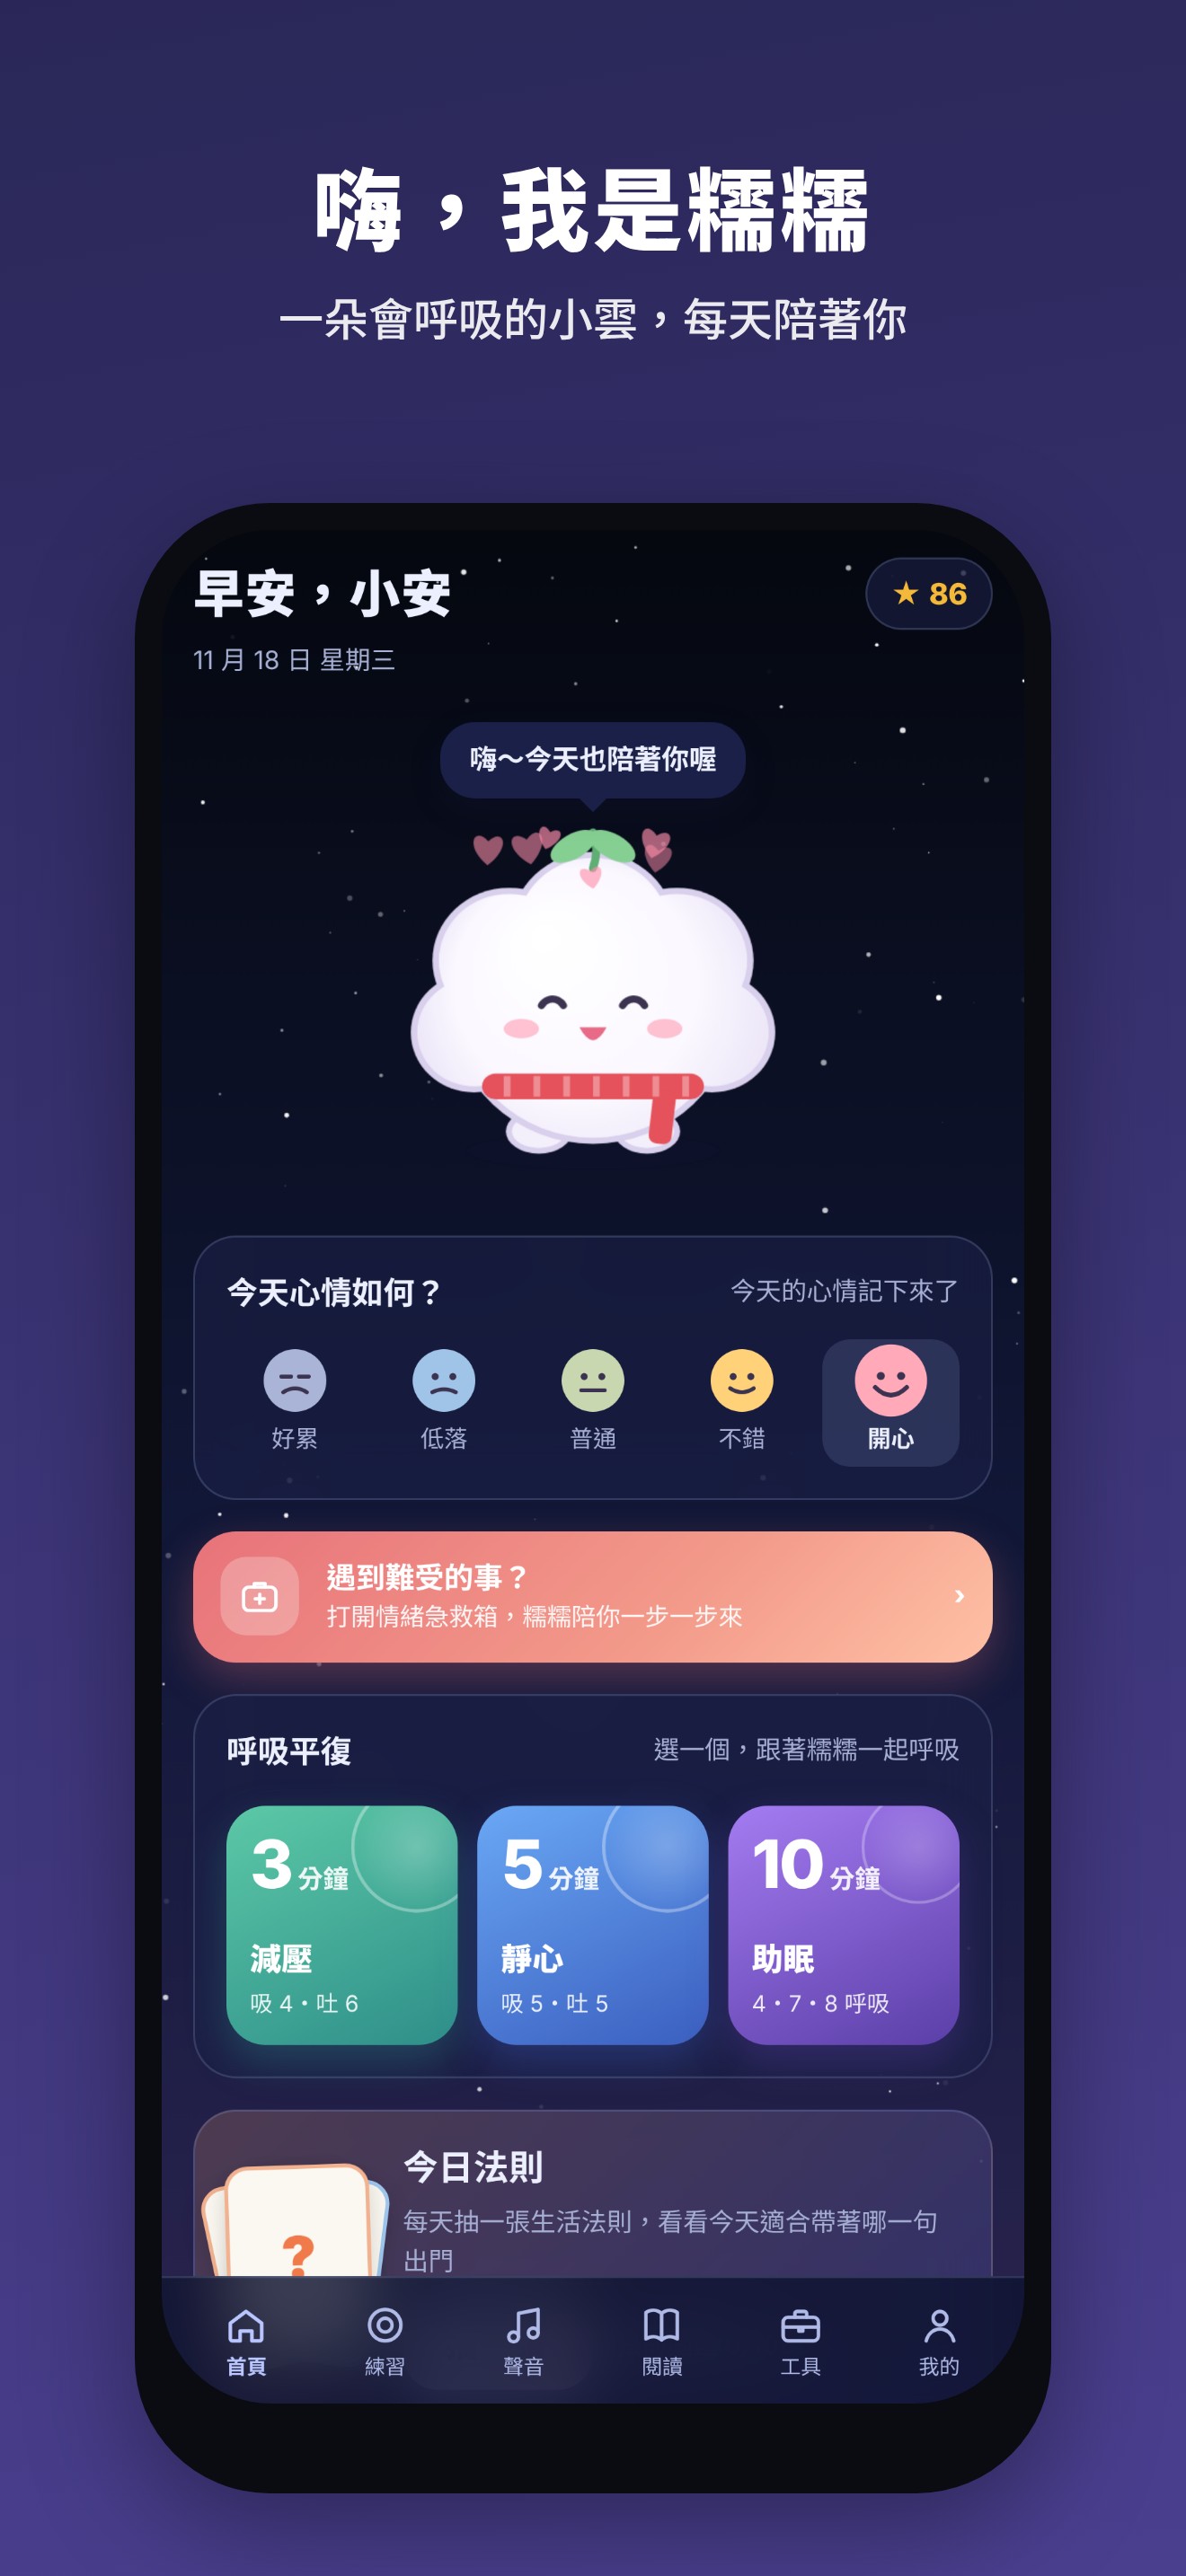 嗨，我是糯糯
一朵會呼吸的小雲，每天陪著你
早安，小安
★ 86
11 月 18 日 星期三
嗨～今天也陪著你喔
今天心情如何？
今天的心情記下來了
好累
低落
普通
不錯
開心
遇到難受的事？
打開情緒急救箱，糯糯陪你一步一步來
›
呼吸平復
選一個，跟著糯糯一起呼吸
3 分鐘
減壓
吸 4・吐 6
5 分鐘
靜心
吸 5・吐 5
10 分鐘
助眠
4・7・8 呼吸
?
今日法則
每天抽一張生活法則，看看今天適合帶著哪一句
出門
首頁
練習
聲音
閱讀
工具
我的